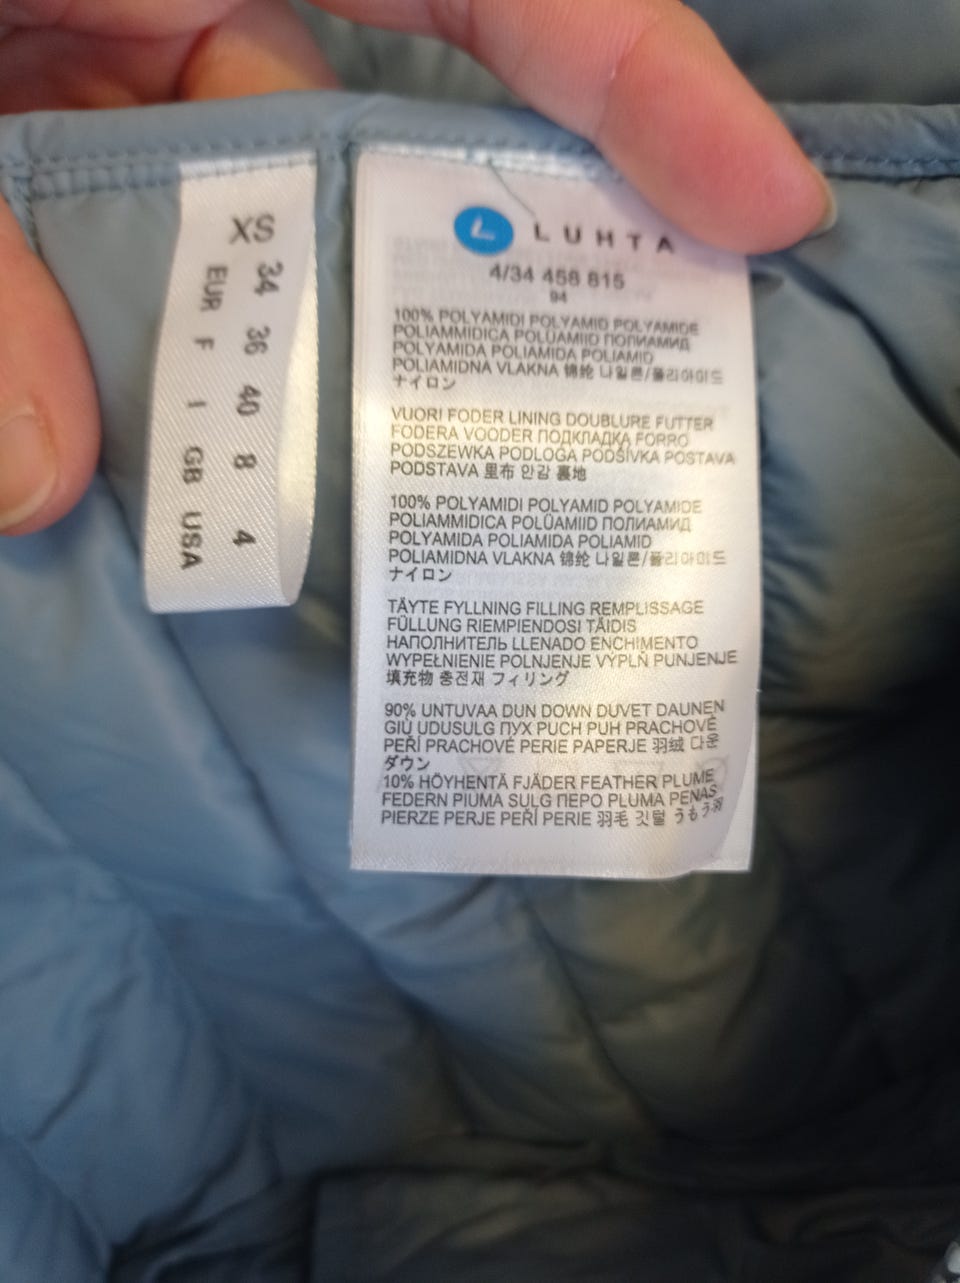 XS
34 36 40 8 4
EUR F I GB USA
L LUHTA
4/34 458 815
94
100% POLYAMIDI POLYAMID POLYAMIDE
POLIAMMIDICA POLÜAMIID ПОЛИАМИД
POLYAMIDA POLIAMIDA POLIAMID
POLIAMIDNA VLAKNA 锦纶 나일론/폴리아미드
ナイロン
VUORI FODER LINING DOUBLURE FUTTER
FODERA VOODER ПОДКЛАДКА FORRO
PODSZEWKA PODLOGA PODŠÍVKA POSTAVA
PODSTAVA 里布 안감 裏地
100% POLYAMIDI POLYAMID POLYAMIDE
POLIAMMIDICA POLÜAMIID ПОЛИАМИД
POLYAMIDA POLIAMIDA POLIAMID
POLIAMIDNA VLAKNA 锦纶 나일론/폴리아미드
ナイロン
TÄYTE FYLLNING FILLING REMPLISSAGE
FÜLLUNG RIEMPIENDOSI TÄIDIS
НАПОЛНИТЕЛЬ LLENADO ENCHIMENTO
WYPEŁNIENIE POLNJENJE VÝPLŇ PUNJENJE
填充物 충전재 フィリング
90% UNTUVAA DUN DOWN DUVET DAUNEN
GIÙ UDUSULG ПУХ PUCH PUH PRACHOVÉ
PEŘÍ PRACHOVÉ PERIE PAPERJE 羽绒 다운
ダウン
10% HÖYHENTÄ FJÄDER FEATHER PLUME
FEDERN PIUMA SULG ПЕРО PLUMA PENAS
PIERZE PERJE PEŘÍ PERIE 羽毛 깃털 うもう羽